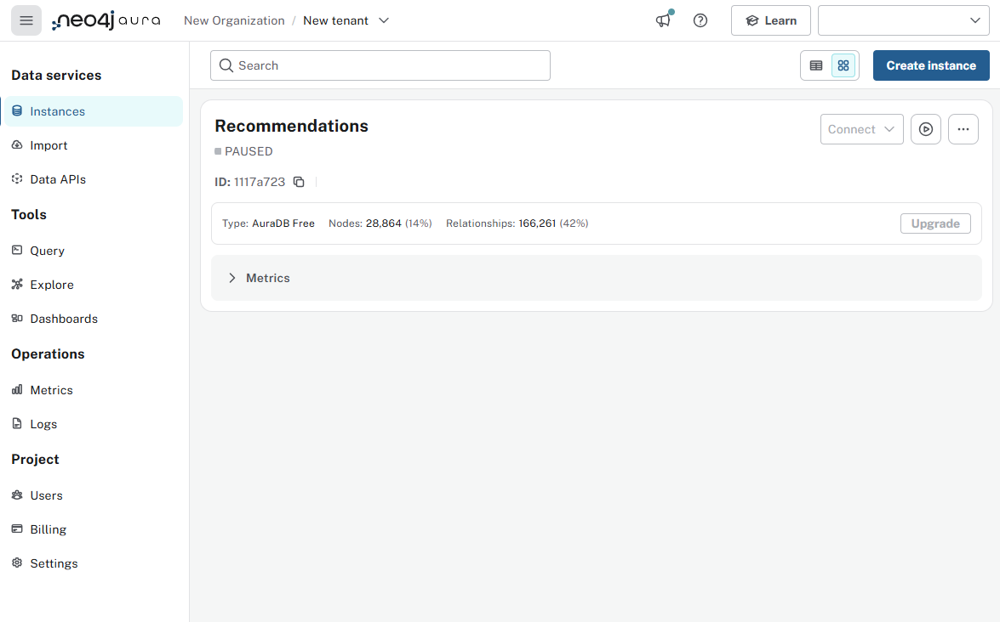 neo4j aura New Organization / New tenant Learn
Data services
Instances
Import
Data APIs
Tools
Query
Explore
Dashboards
Operations
Metrics
Logs
Project
Users
Billing
Settings
Search Create instance
Recommendations Connect
PAUSED
ID: 1117a723
Type: AuraDB Free Nodes: 28,864 (14%) Relationships: 166,261 (42%) Upgrade
Metrics